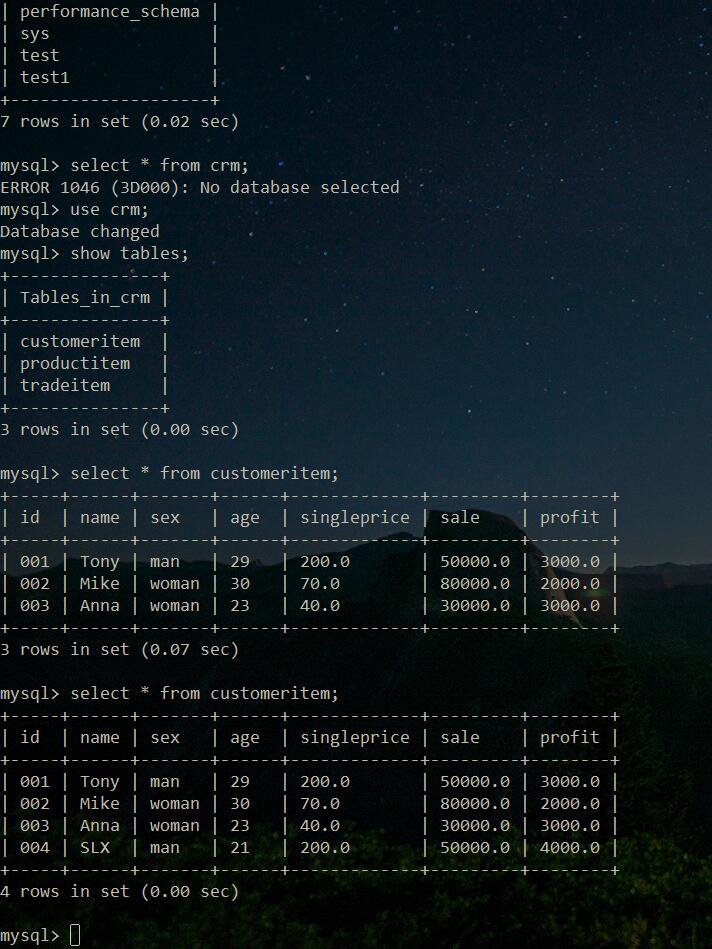 | performance_schema |
| sys                |
| test               |
| test1              |
+--------------------+
7 rows in set (0.02 sec)
mysql> select * from crm;
ERROR 1046 (3D000): No database selected
mysql> use crm;
Database changed
mysql> show tables;
+---------------+
| Tables_in_crm |
+---------------+
| customeritem  |
| productitem   |
| tradeitem     |
+---------------+
3 rows in set (0.00 sec)
mysql> select * from customeritem;
+-----+------+-------+------+-------------+---------+--------+
| id  | name | sex   | age  | singleprice | sale    | profit |
+-----+------+-------+------+-------------+---------+--------+
| 001 | Tony | man   | 29   | 200.0       | 50000.0 | 3000.0 |
| 002 | Mike | woman | 30   | 70.0        | 80000.0 | 2000.0 |
| 003 | Anna | woman | 23   | 40.0        | 30000.0 | 3000.0 |
+-----+------+-------+------+-------------+---------+--------+
3 rows in set (0.07 sec)
mysql> select * from customeritem;
+-----+------+-------+------+-------------+---------+--------+
| id  | name | sex   | age  | singleprice | sale    | profit |
+-----+------+-------+------+-------------+---------+--------+
| 001 | Tony | man   | 29   | 200.0       | 50000.0 | 3000.0 |
| 002 | Mike | woman | 30   | 70.0        | 80000.0 | 2000.0 |
| 003 | Anna | woman | 23   | 40.0        | 30000.0 | 3000.0 |
| 004 | SLX  | man   | 21   | 200.0       | 50000.0 | 4000.0 |
+-----+------+-------+------+-------------+---------+--------+
4 rows in set (0.00 sec)
mysql>